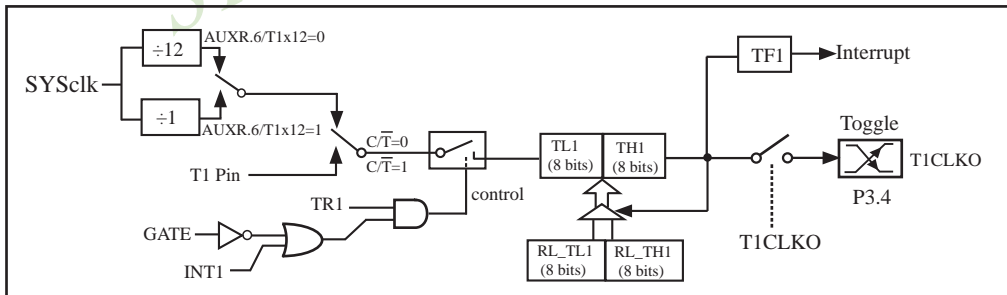 ÷12
AUXR.6/T1x12=0
SYSclk
÷1
AUXR.6/T1x12=1
C/T̅=0
C/T̅=1
T1 Pin
control
TR1
GATE
INT1
TL1
(8 bits)
TH1
(8 bits)
RL_TL1
(8 bits)
RL_TH1
(8 bits)
TF1
Interrupt
Toggle
T1CLKO
P3.4
T1CLKO